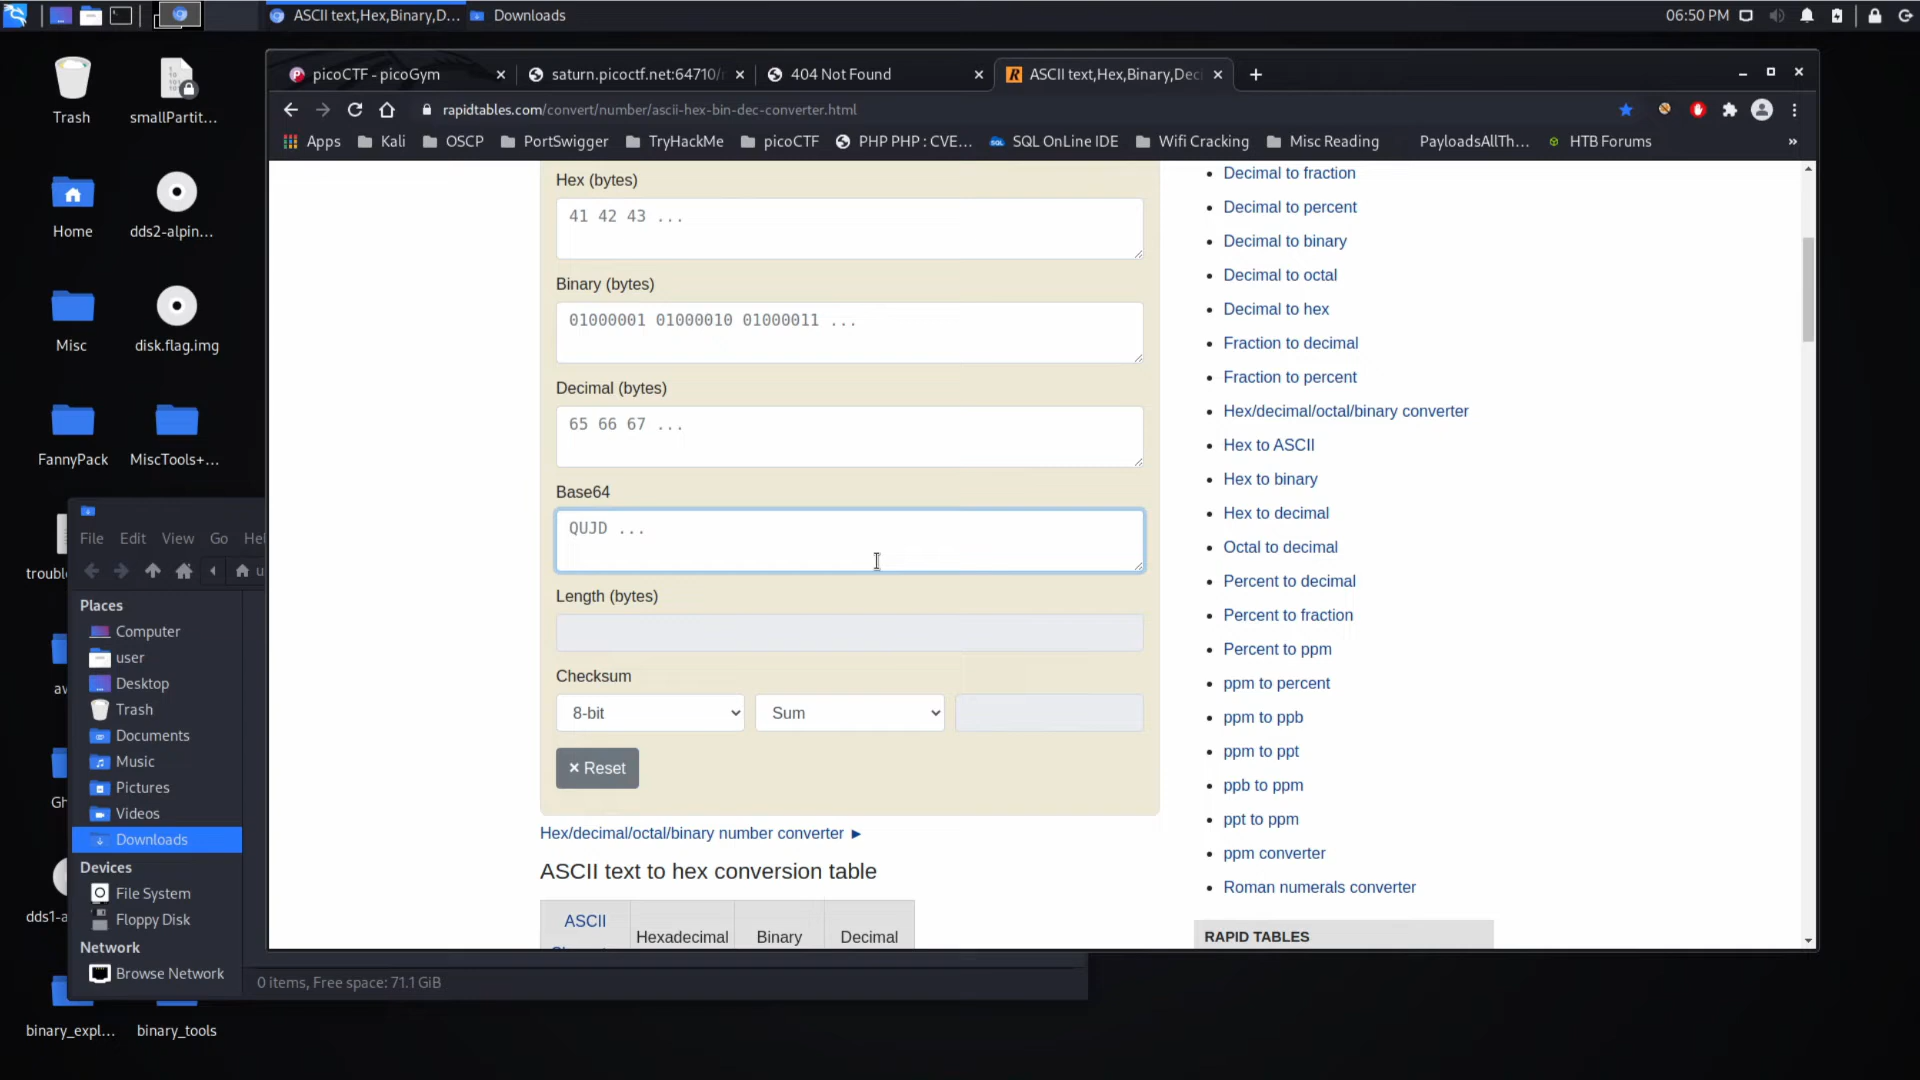 ASCII text,Hex,Binary,D...
Downloads
06:50 PM
Trash
smallPartit...
Home
dds2-alpin...
Misc
disk.flag.img
FannyPack
MiscTools+...
troubl
av
Gh
dds1-a
binary_expl...
binary_tools
picoCTF - picoGym
saturn.picoctf.net:64710/
404 Not Found
ASCII text,Hex,Binary,Deci
rapidtables.com/convert/number/ascii-hex-bin-dec-converter.html
Apps
Kali
OSCP
PortSwigger
TryHackMe
picoCTF
PHP PHP : CVE...
SQL OnLine IDE
Wifi Cracking
Misc Reading
PayloadsAllTh...
HTB Forums
»
Hex (bytes)
41 42 43 ...
Binary (bytes)
01000001 01000010 01000011 ...
Decimal (bytes)
65 66 67 ...
Base64
QUJD ...
Length (bytes)
Checksum
8-bit
Sum
× Reset
Hex/decimal/octal/binary number converter ►
ASCII text to hex conversion table
ASCII
Hexadecimal
Binary
Decimal
Decimal to fraction
Decimal to percent
Decimal to binary
Decimal to octal
Decimal to hex
Fraction to decimal
Fraction to percent
Hex/decimal/octal/binary converter
Hex to ASCII
Hex to binary
Hex to decimal
Octal to decimal
Percent to decimal
Percent to fraction
Percent to ppm
ppm to percent
ppm to ppb
ppm to ppt
ppb to ppm
ppt to ppm
ppm converter
Roman numerals converter
RAPID TABLES
File
Edit
View
Go
Hel
u
Places
Computer
user
Desktop
Trash
Documents
Music
Pictures
Videos
Downloads
Devices
File System
Floppy Disk
Network
Browse Network
0 items, Free space: 71.1 GiB